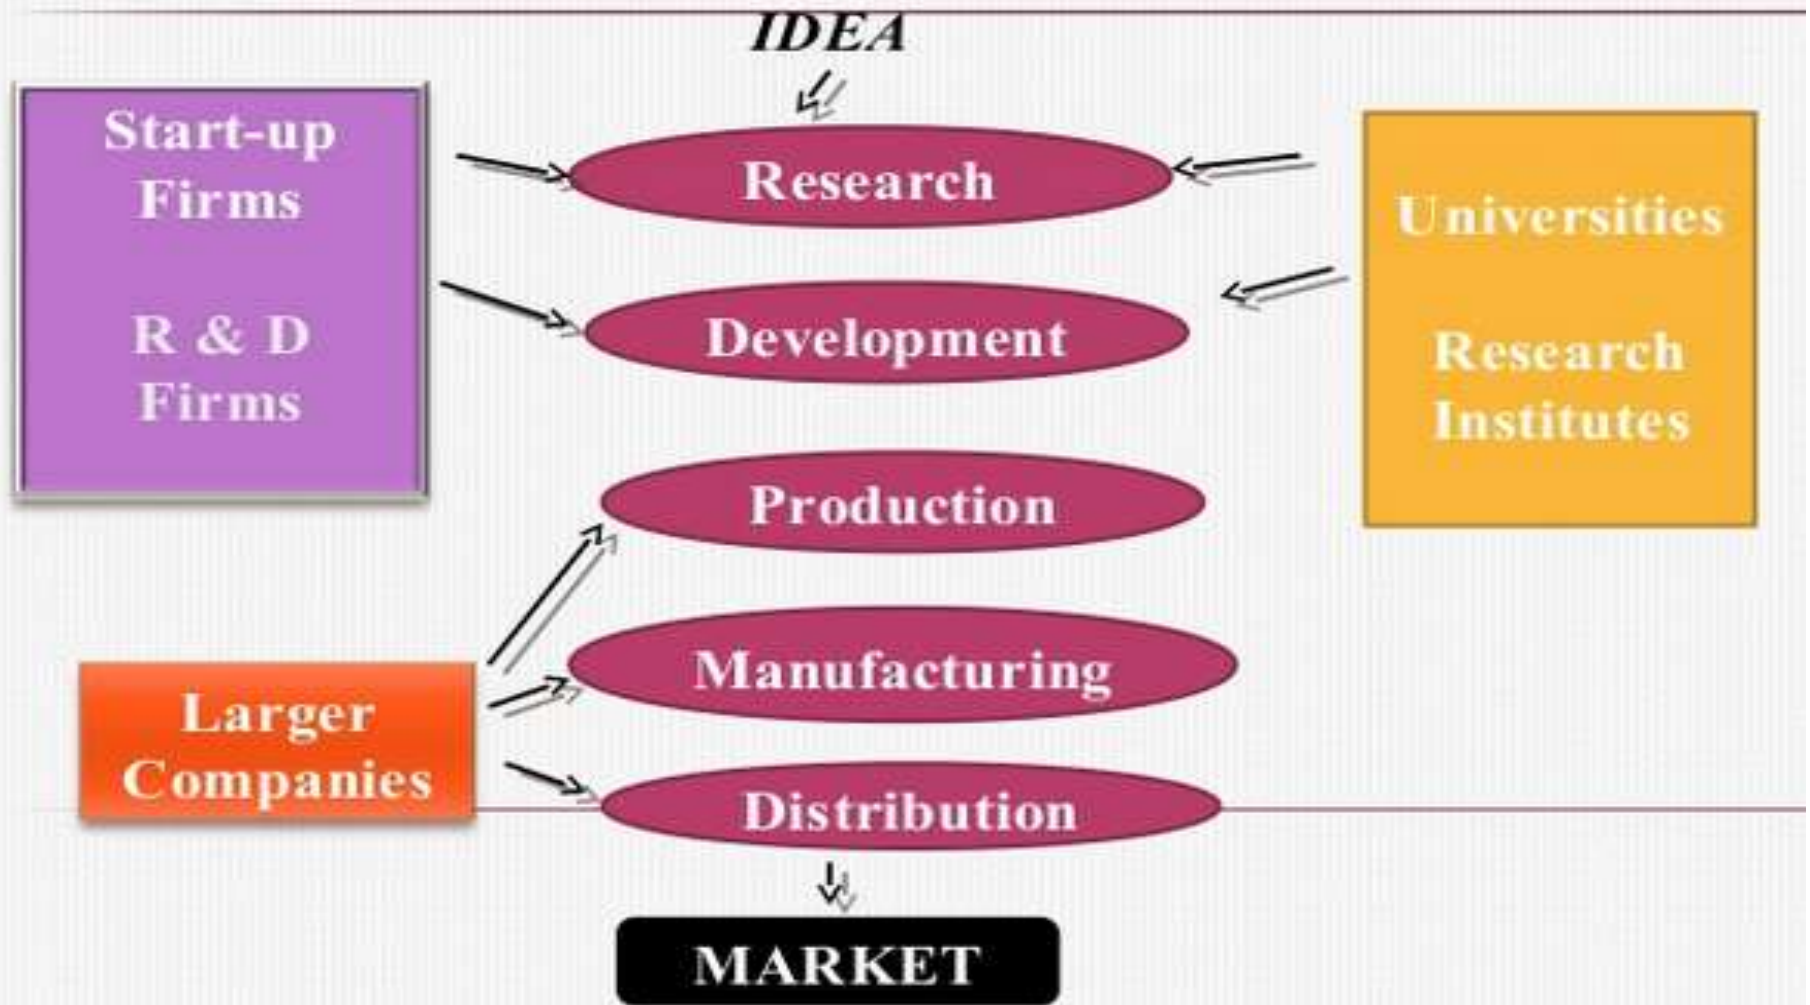 IDEA
Start-up
Firms
R & D
Firms
Research
Development
Production
Manufacturing
Distribution
Universities
Research
Institutes
Larger
Companies
MARKET